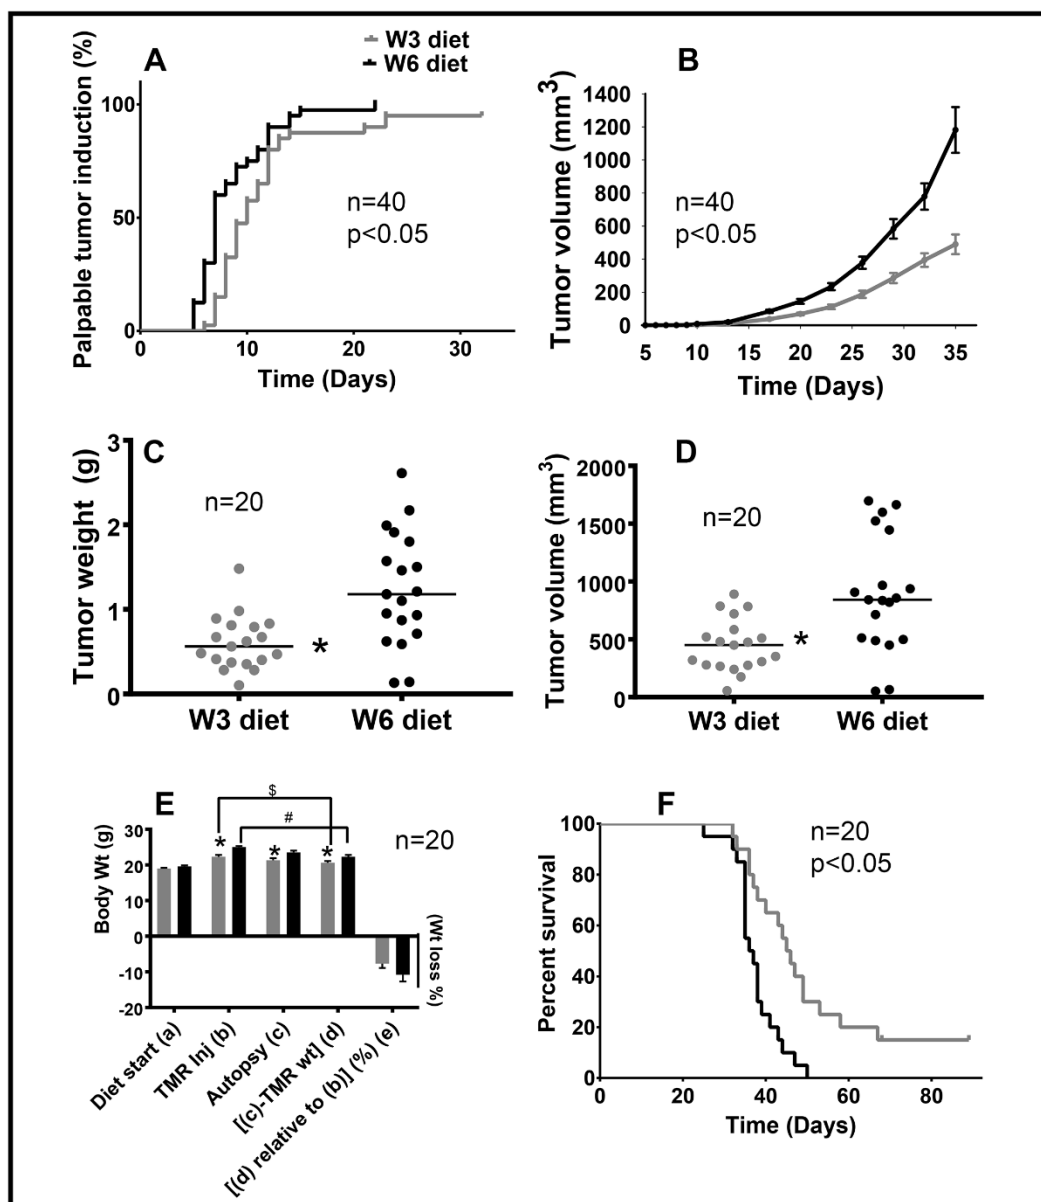 W3 diet
W6 diet
A
Palpable tumor induction (%)
100
50
0
n=40
p<0.05
0 10 20 30
Time (Days)
B
Tumor volume (mm³)
1400
1200
1000
800
600
400
200
0
n=40
p<0.05
5 10 15 20 25 30 35
Time (Days)
C
Tumor weight (g)
3
2
1
0
n=20
*
W3 diet W6 diet
D
Tumor volume (mm³)
2000
1500
1000
500
0
n=20
*
W3 diet W6 diet
E
Body Wt (g)
30
20
10
0
-10
-20
$
#
* * *
n=20
(Wt loss %)
Diet start (a)
TMR Inj (b)
Autopsy (c)
[(c)-TMR wt] (d)
[(d) relative to (b)] (%) (e)
F
Percent survival
100
80
60
40
20
0
n=20
p<0.05
0 20 40 60 80
Time (Days)